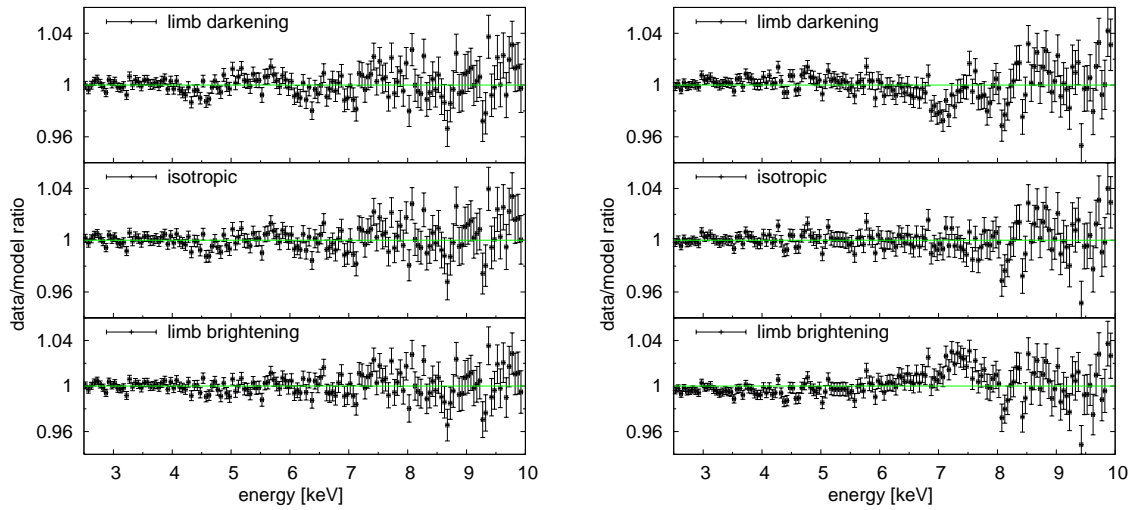 limb darkening
1.04
1
0.96
isotropic
1.04
1
0.96
data/model ratio
limb brightening
1.04
1
0.96
3 4 5 6 7 8 9 10
energy [keV]
limb darkening
1.04
1
0.96
isotropic
1.04
1
0.96
data/model ratio
limb brightening
1.04
1
0.96
3 4 5 6 7 8 9 10
energy [keV]